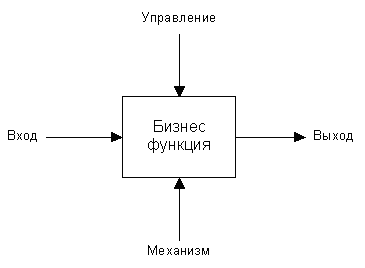 Управление
Вход
Бизнес
функция
Выход
Механизм